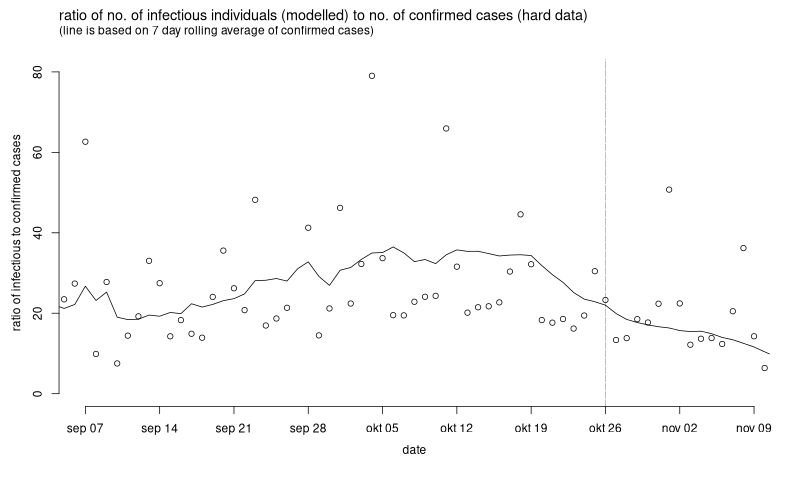 ratio of no. of infectious individuals (modelled) to no. of confirmed cases (hard data)
(line is based on 7 day rolling average of confirmed cases)
ratio of infectious to confirmed cases
80
60
40
20
0
sep 07 sep 14 sep 21 sep 28 okt 05 okt 12 okt 19 okt 26 nov 02 nov 09
date